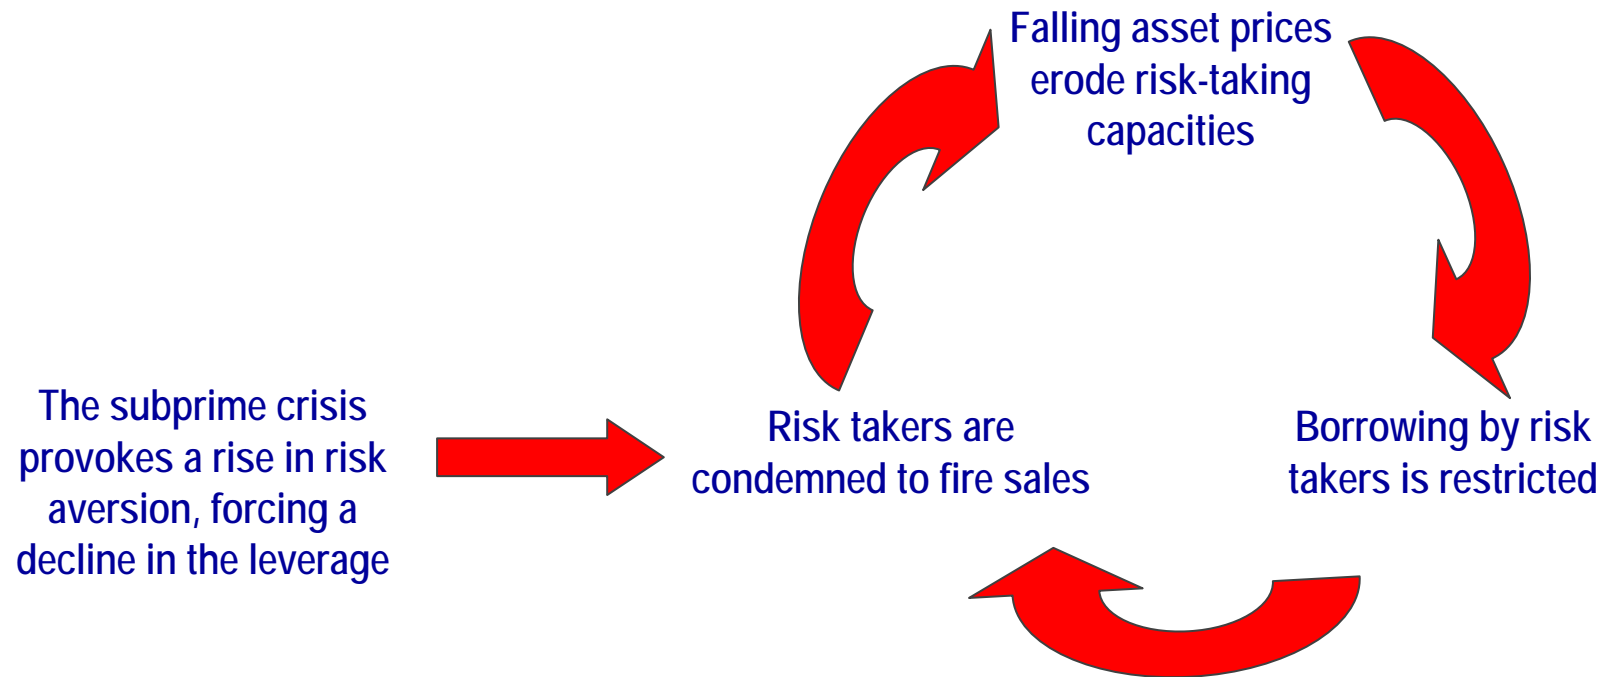 Falling asset prices
erode risk-taking
capacities
The subprime crisis
provokes a rise in risk
aversion, forcing a
decline in the leverage
Risk takers are
condemned to fire sales
Borrowing by risk
takers is restricted